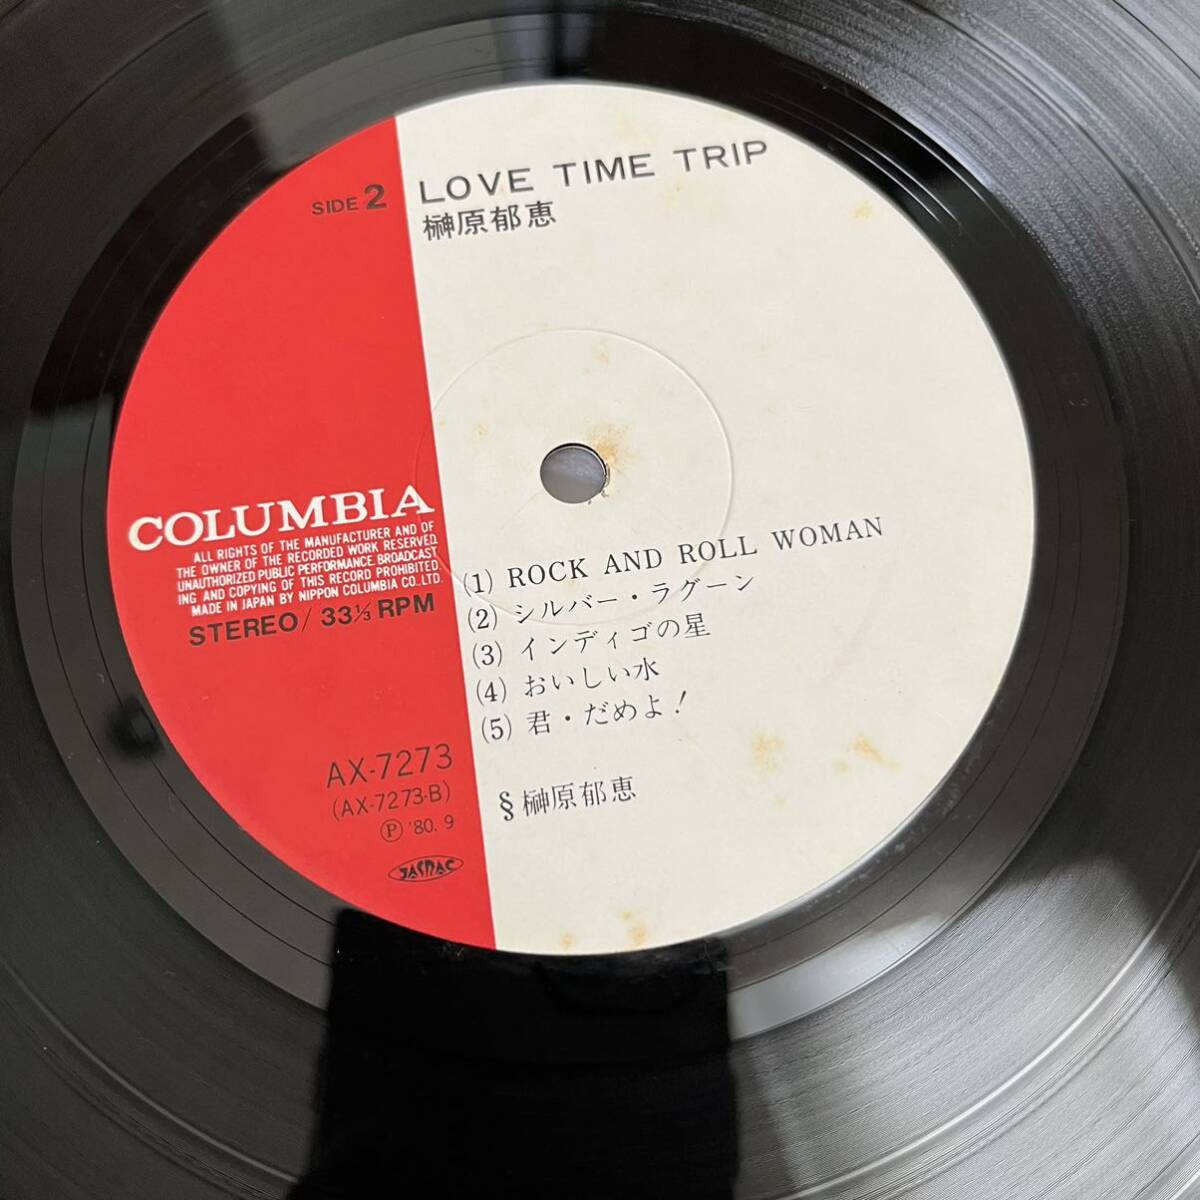 SIDE 2
LOVE TIME TRIP
榊原郁恵
COLUMBIA
ALL RIGHTS OF THE MANUFACTURER AND OF
THE OWNER OF THE RECORDED WORK RESERVED.
UNAUTHORIZED PUBLIC PERFORMANCE. BROADCAST
ING AND COPYING OF THIS RECORD PROHIBITED.
MADE IN JAPAN BY NIPPON COLUMBIA CO.,LTD.
STEREO/ 33⅓ RPM
(1) ROCK AND ROLL WOMAN
(2) シルバー・ラグーン
(3) インディゴの星
(4) おいしい水
(5) 君・だめよ！
AX-7273
(AX-7273-B)
Ⓟ '80. 9
JASRAC
§ 榊原郁恵